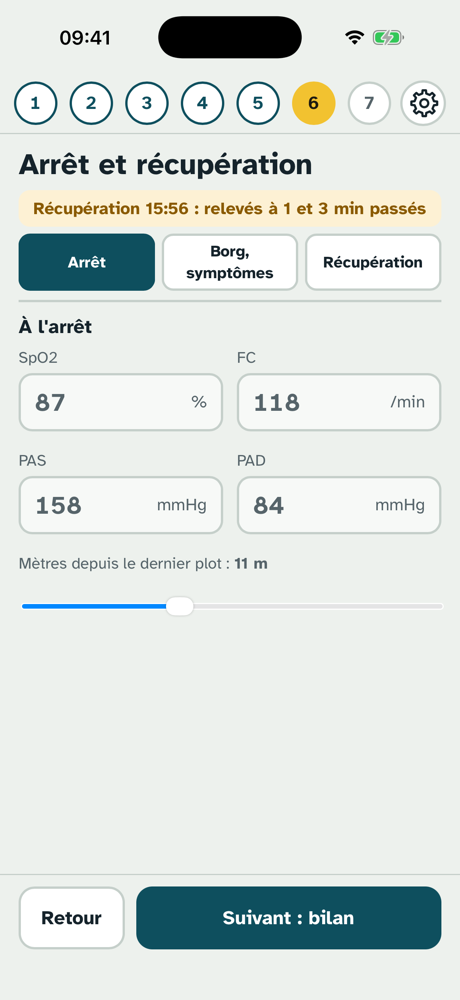 09:41
1 2 3 4 5 6 7
Arrêt et récupération
Récupération 15:56 : relevés à 1 et 3 min passés
Arrêt
Borg,
symptômes
Récupération
À l'arrêt
SpO2 FC
87 % 118 /min
PAS PAD
158 mmHg 84 mmHg
Mètres depuis le dernier plot : 11 m
Retour Suivant : bilan